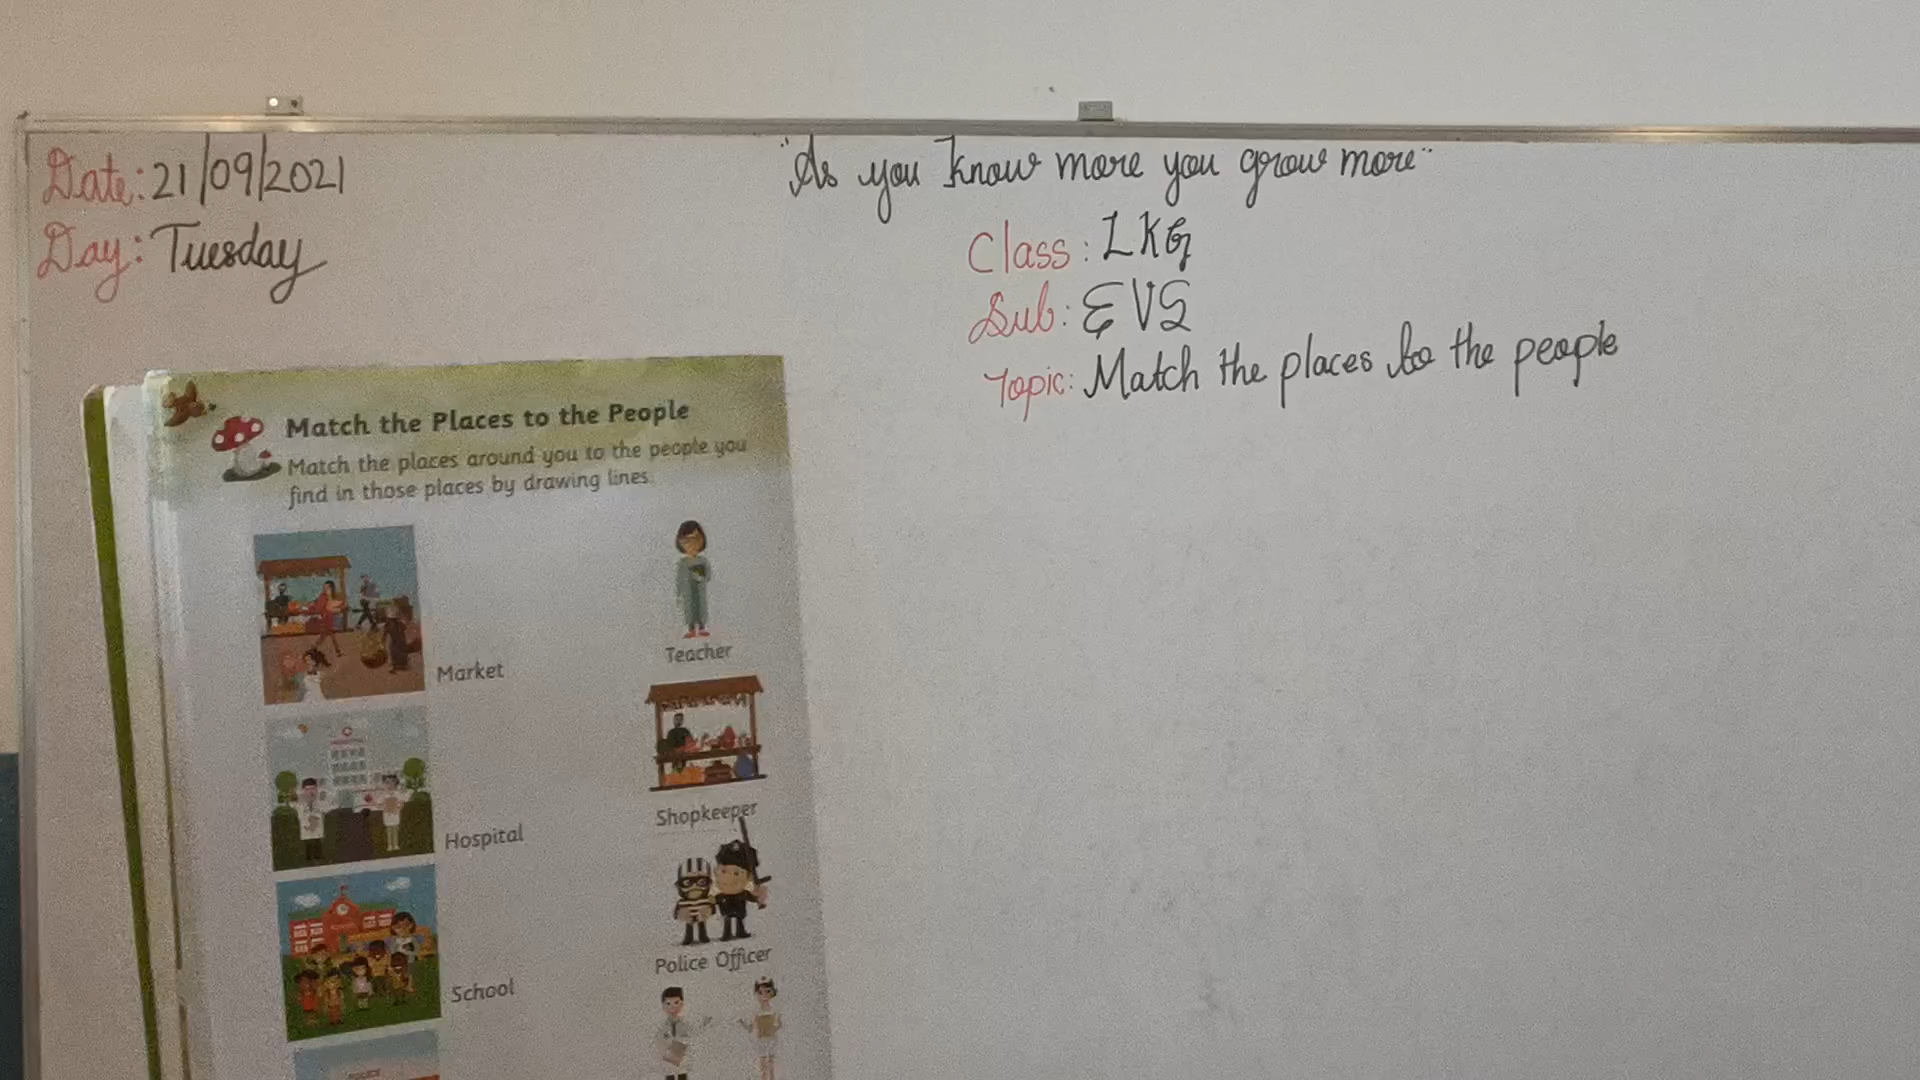 Date: 21/09/2021
Day: Tuesday
"As you know more you grow more"
Class: LKG
Sub: EVS
Topic: Match the places to the people
Match the Places to the People
Match the places around you to the people you
find in those places by drawing lines.
Market
Hospital
School
Teacher
Shopkeeper
Police Officer
POLICE